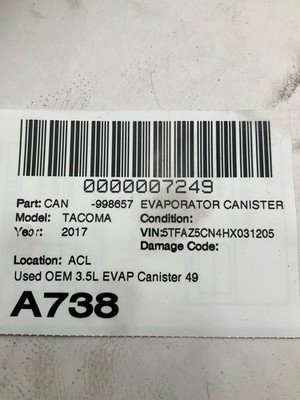 0000007249
Part: CAN -998657 EVAPORATOR CANISTER
Model: TACOMA Condition:
Year: 2017 VIN:5TFAZ5CN4HX031205
Damage Code:
Location: ACL
Used OEM 3.5L EVAP Canister 49
A738